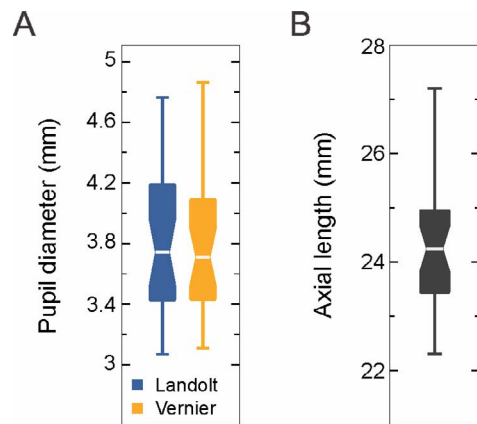 A
Pupil diameter (mm)
5
4.6
4.2
3.8
3.4
3
Landolt
Vernier
B
Axial length (mm)
28
26
24
22